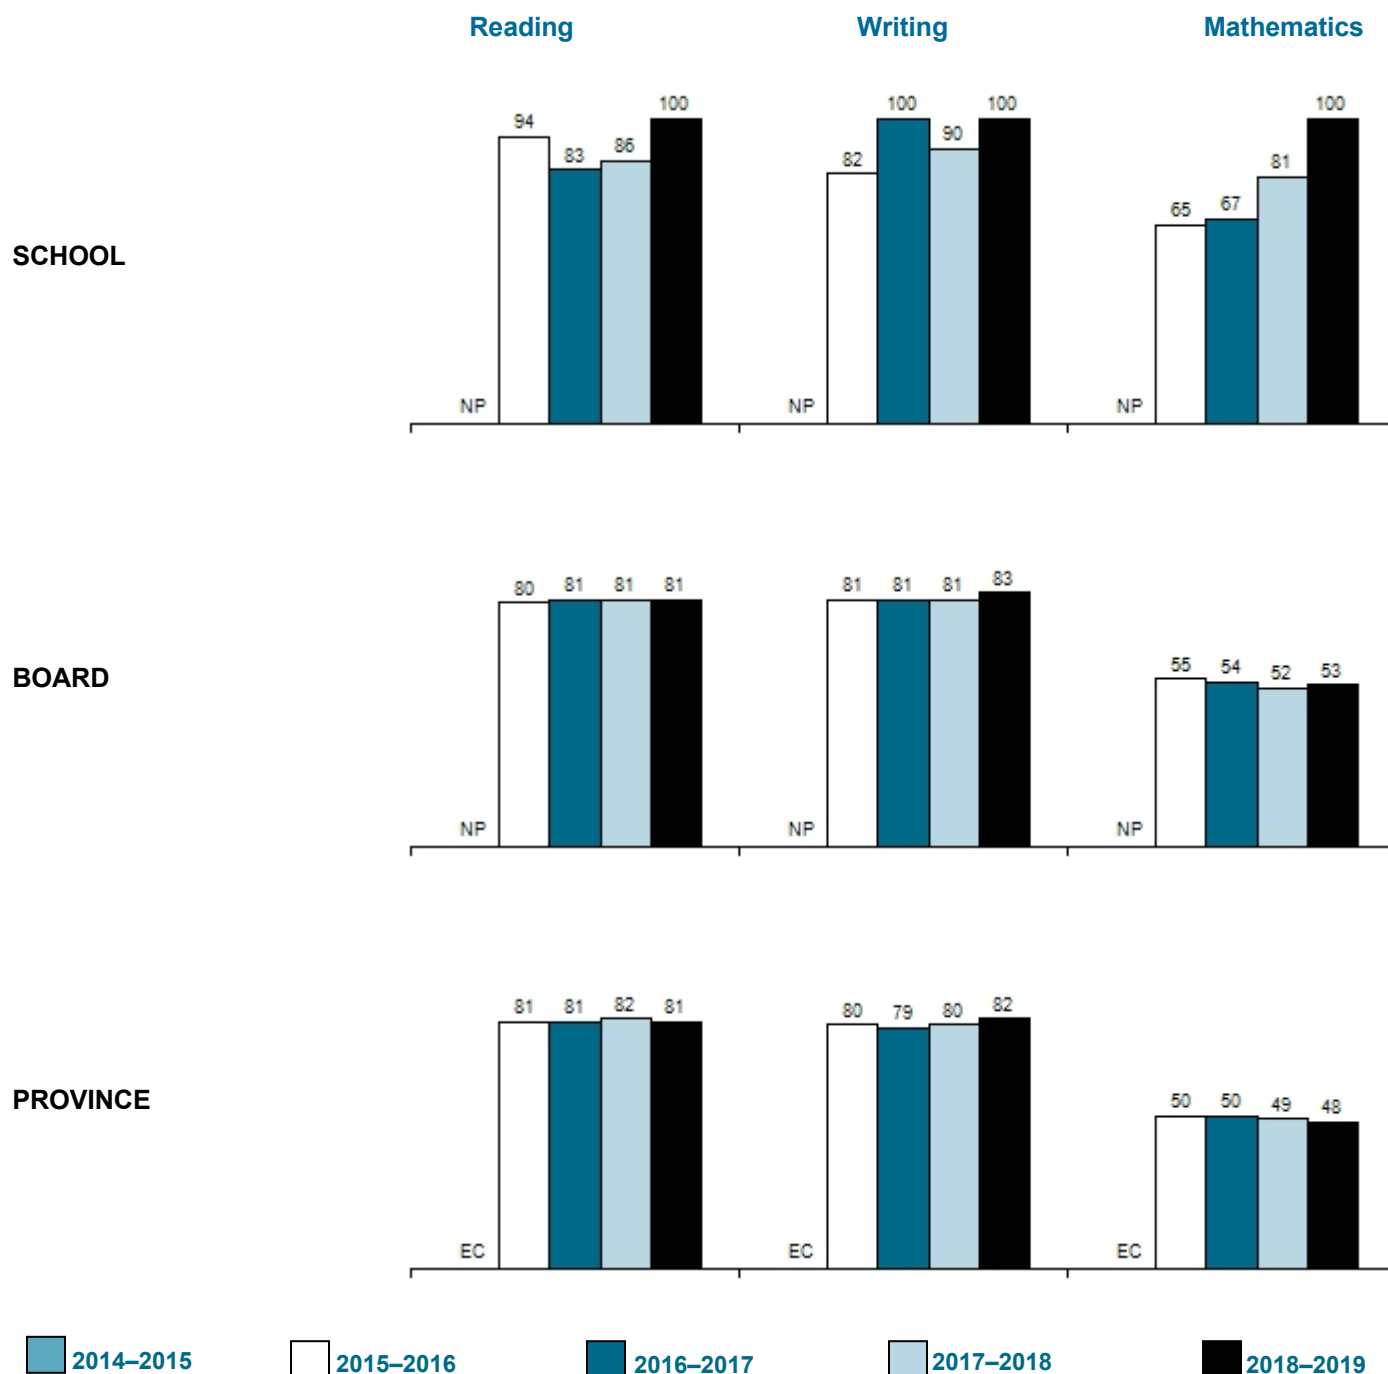 Reading Writing Mathematics
SCHOOL
NP 94 83 86 100 NP 82 100 90 100 NP 65 67 81 100
BOARD
NP 80 81 81 81 NP 81 81 81 83 NP 55 54 52 53
PROVINCE
EC 81 81 82 81 EC 80 79 80 82 EC 50 50 49 48
2014–2015 2015–2016 2016–2017 2017–2018 2018–2019